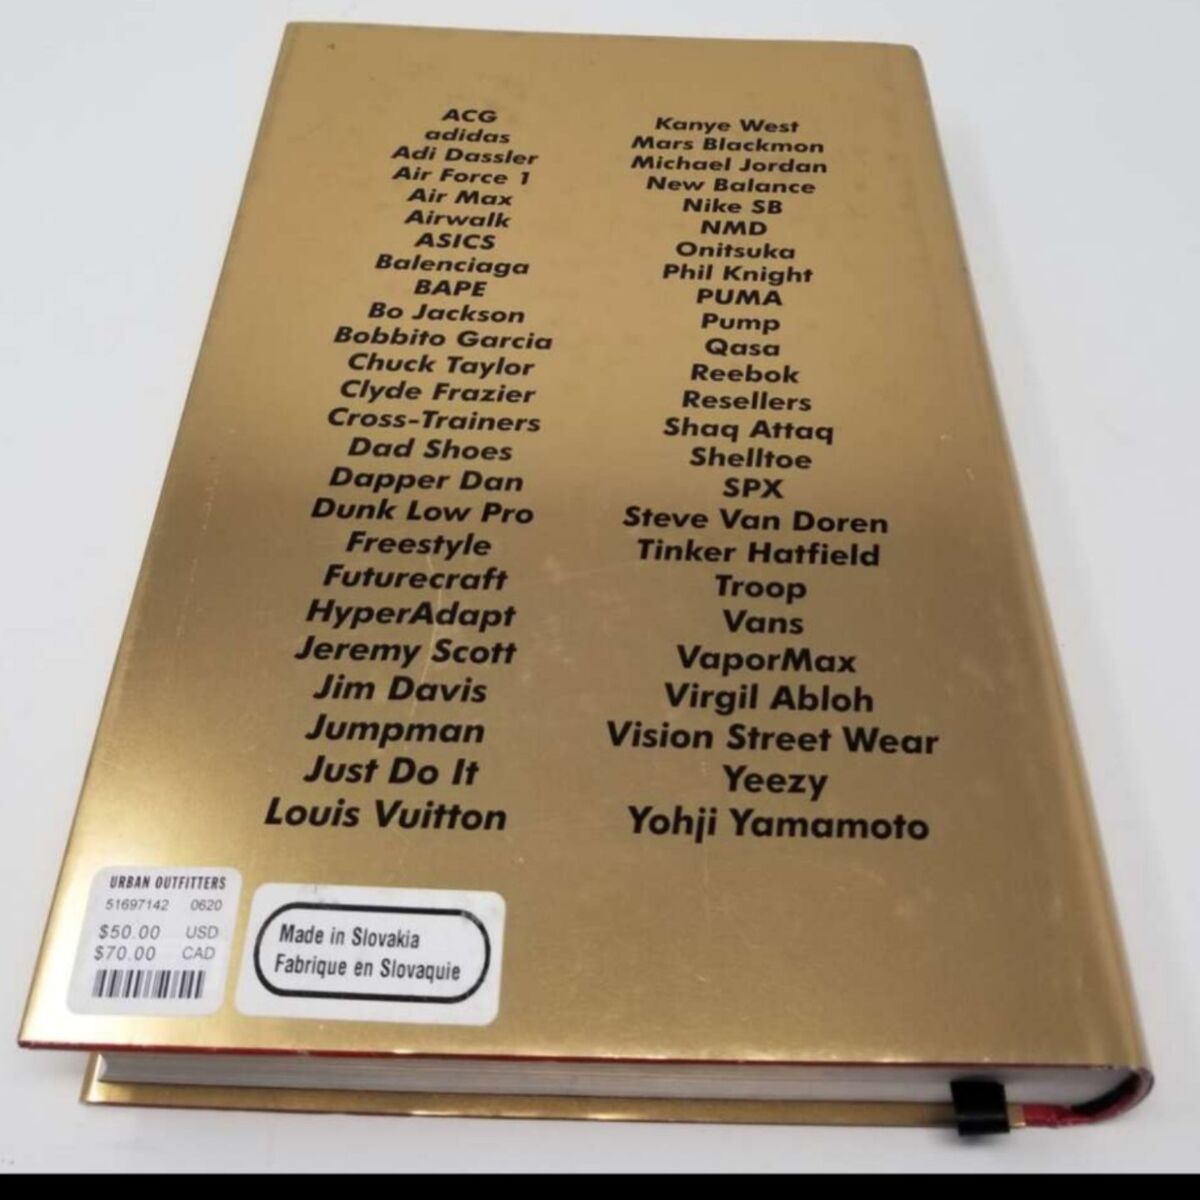 ACG
adidas
Adi Dassler
Air Force 1
Air Max
Airwalk
ASICS
Balenciaga
BAPE
Bo Jackson
Bobbito Garcia
Chuck Taylor
Clyde Frazier
Cross-Trainers
Dad Shoes
Dapper Dan
Dunk Low Pro
Freestyle
Futurecraft
HyperAdapt
Jeremy Scott
Jim Davis
Jumpman
Just Do It
Louis Vuitton
Kanye West
Mars Blackmon
Michael Jordan
New Balance
Nike SB
NMD
Onitsuka
Phil Knight
PUMA
Pump
Qasa
Reebok
Resellers
Shaq Attaq
Shelltoe
SPX
Steve Van Doren
Tinker Hatfield
Troop
Vans
VaporMax
Virgil Abloh
Vision Street Wear
Yeezy
Yohji Yamamoto
URBAN OUTFITTERS
51697142 0620
$50.00 USD
$70.00 CAD
Made in Slovakia
Fabrique en Slovaquie